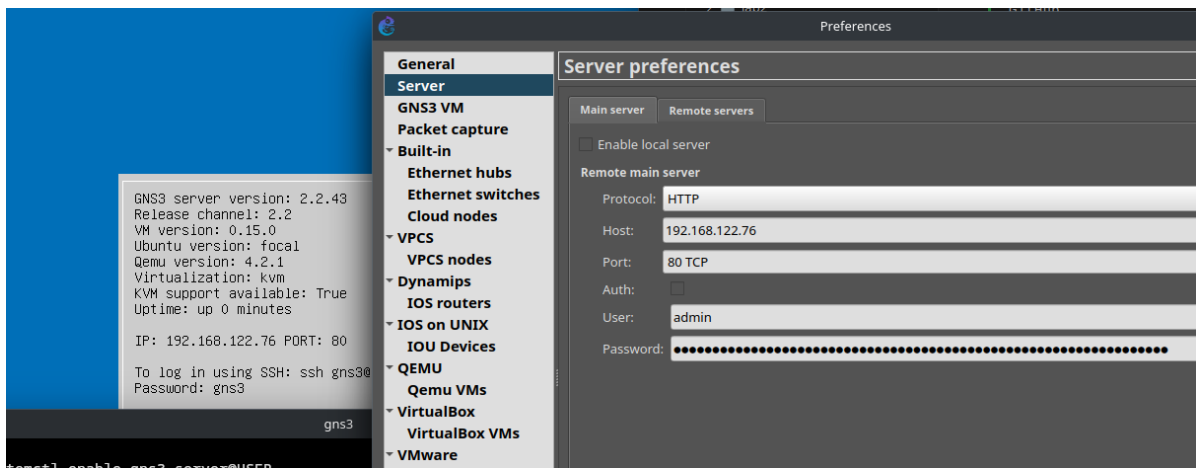 Preferences
General
Server
GNS3 VM
Packet capture
Built-in
Ethernet hubs
Ethernet switches
Cloud nodes
VPCS
VPCS nodes
Dynamips
IOS routers
IOS on UNIX
IOU Devices
QEMU
Qemu VMs
VirtualBox
VirtualBox VMs
VMware
Server preferences
Main server Remote servers
Enable local server
Remote main server
Protocol: HTTP
Host: 192.168.122.76
Port: 80 TCP
Auth:
User: admin
Password: ●●●●●●●●●●●●●●●●●●●●●●●●●●●●●●●●●●●●●●●●●●●●●●●●●●●●●●●●●●●●●●●●
GNS3 server version: 2.2.43
Release channel: 2.2
VM version: 0.15.0
Ubuntu version: focal
Qemu version: 4.2.1
Virtualization: kvm
KVM support available: True
Uptime: up 0 minutes
IP: 192.168.122.76 PORT: 80
To log in using SSH: ssh gns3@
Password: gns3
gns3